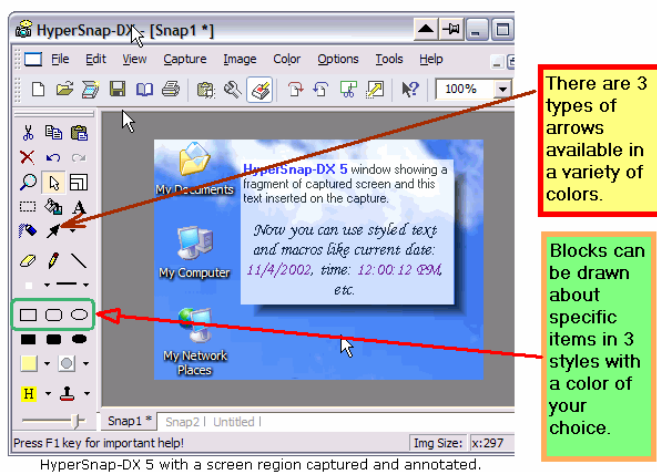 HyperSnap-DX - [Snap1 *]
File Edit View Capture Image Color Options Tools Help
100%
There are 3
types of
arrows
available in
a variety of
colors.
My Documents
HyperSnap-DX 5 window showing a
fragment of captured screen and this
text inserted on the capture.
Now you can use styled text
and macros like current date:
11/4/2002, time: 12:00:12 PM,
etc.
My Computer
My Network
Places
A
H
Blocks can
be drawn
about
specific
items in 3
styles with
a color of
your
choice.
Snap1 * Snap2 Untitled
Press F1 key for important help! Img Size: x:297
HyperSnap-DX 5 with a screen region captured and annotated.